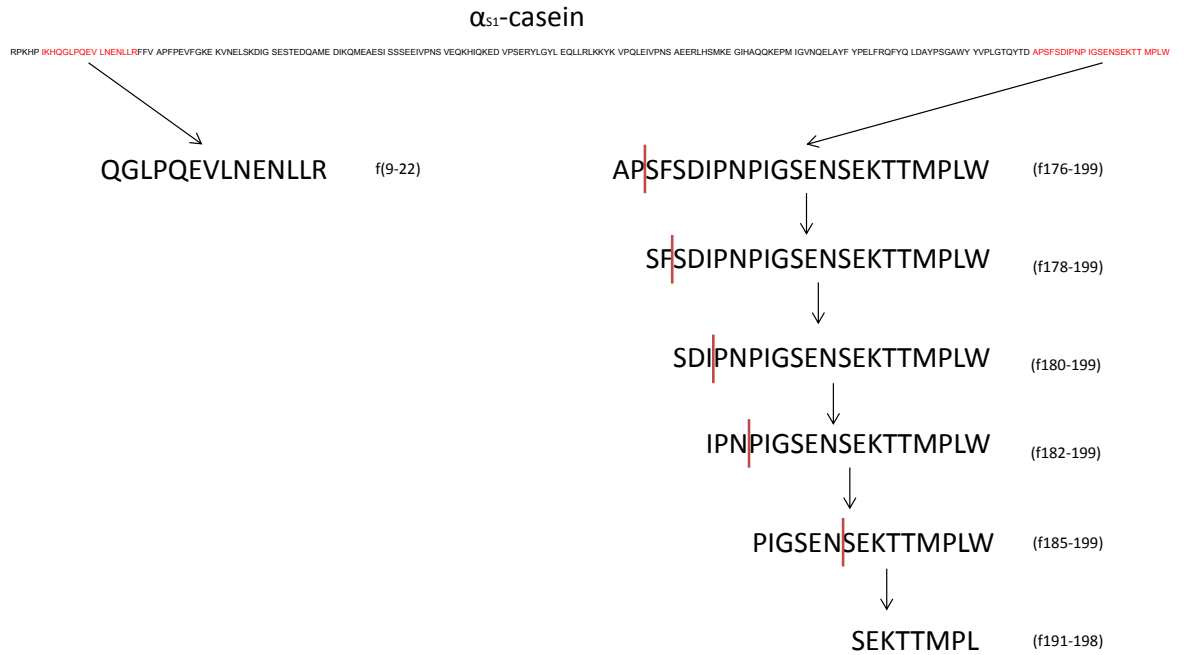 αS1-casein
RPKHP IKHQGLPQEV LNENLLRFFV APFPEVFGKE KVNELSKDIG SESTEDQAME DIKQMEAESI SSSEEIVPNS VEQKHIQKED VPSERYLGYL EQLLRLKKYK VPQLEIVPNS AEERLHSMKE GIHAQQKEPM IGVNQELAYF YPELFRQFYQ LDAYPSGAWY YVPLGTQYTD APSFSDIPNP IGSENSEKTT MPLW
QGLPQEVLNENLLR f(9-22) APSFSDIPNPIGSENSEKTTMPLW (f176-199)
SFSDIPNPIGSENSEKTTMPLW (f178-199)
SDIPNPIGSENSEKTTMPLW (f180-199)
IPNPIGSENSEKTTMPLW (f182-199)
PIGSENSEKTTMPLW (f185-199)
SEKTTMPL (f191-198)